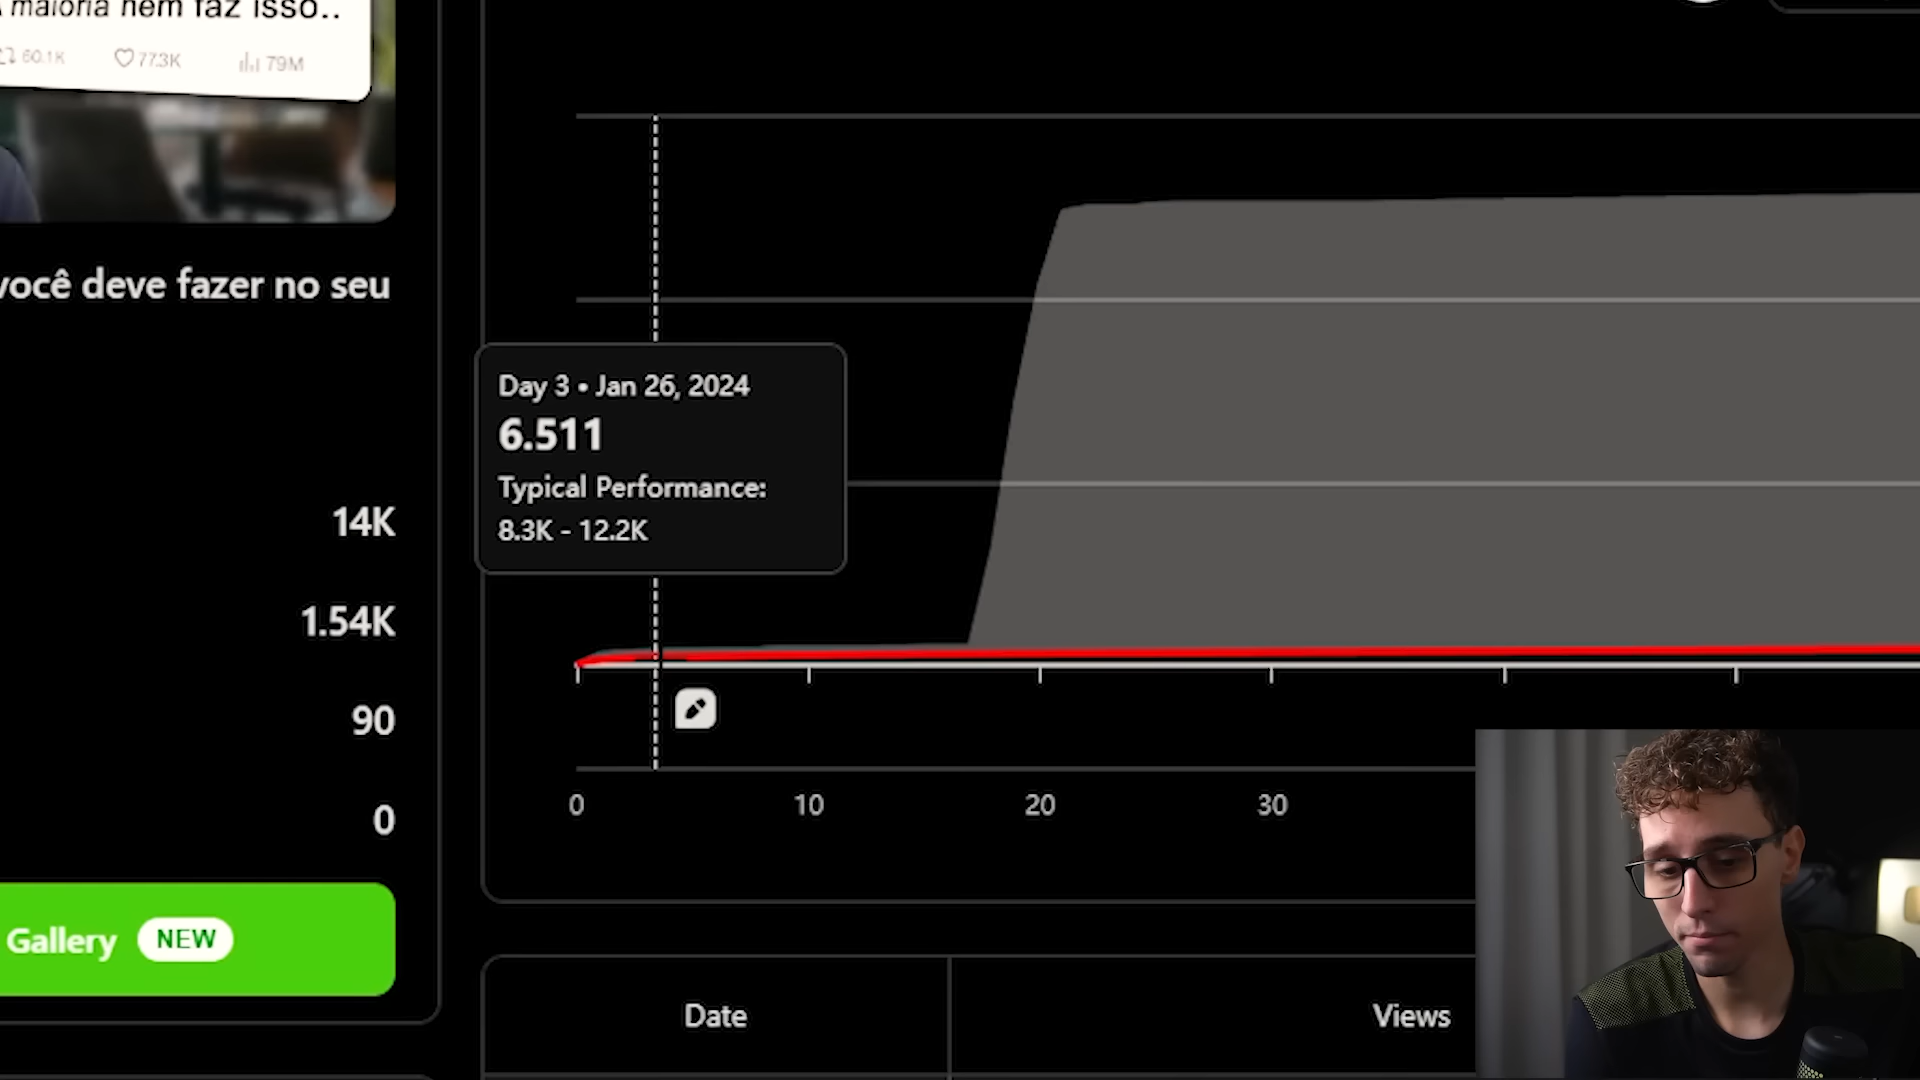 maioria nem faz isso..
60.1K 77.3K 79M
você deve fazer no seu
14K
1.54K
90
0
Gallery NEW
Day 3 • Jan 26, 2024
6.511
Typical Performance:
8.3K - 12.2K
0 10 20 30
Date Views